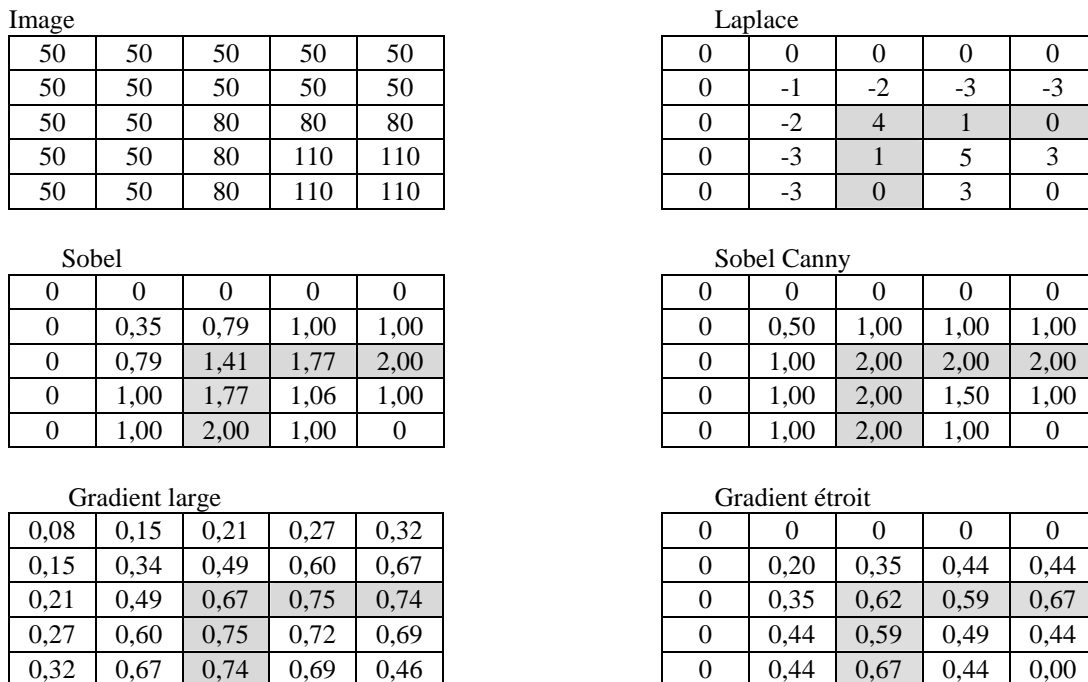 Image
50 50 50 50 50
50 50 50 50 50
50 50 80 80 80
50 50 80 110 110
50 50 80 110 110
Laplace
0 0 0 0 0
0 -1 -2 -3 -3
0 -2 4 1 0
0 -3 1 5 3
0 -3 0 3 0
Sobel
0 0 0 0 0
0 0,35 0,79 1,00 1,00
0 0,79 1,41 1,77 2,00
0 1,00 1,77 1,06 1,00
0 1,00 2,00 1,00 0
Sobel Canny
0 0 0 0 0
0 0,50 1,00 1,00 1,00
0 1,00 2,00 2,00 2,00
0 1,00 2,00 1,50 1,00
0 1,00 2,00 1,00 0
Gradient large
0,08 0,15 0,21 0,27 0,32
0,15 0,34 0,49 0,60 0,67
0,21 0,49 0,67 0,75 0,74
0,27 0,60 0,75 0,72 0,69
0,32 0,67 0,74 0,69 0,46
Gradient étroit
0 0 0 0 0
0 0,20 0,35 0,44 0,44
0 0,35 0,62 0,59 0,67
0 0,44 0,59 0,49 0,44
0 0,44 0,67 0,44 0,00